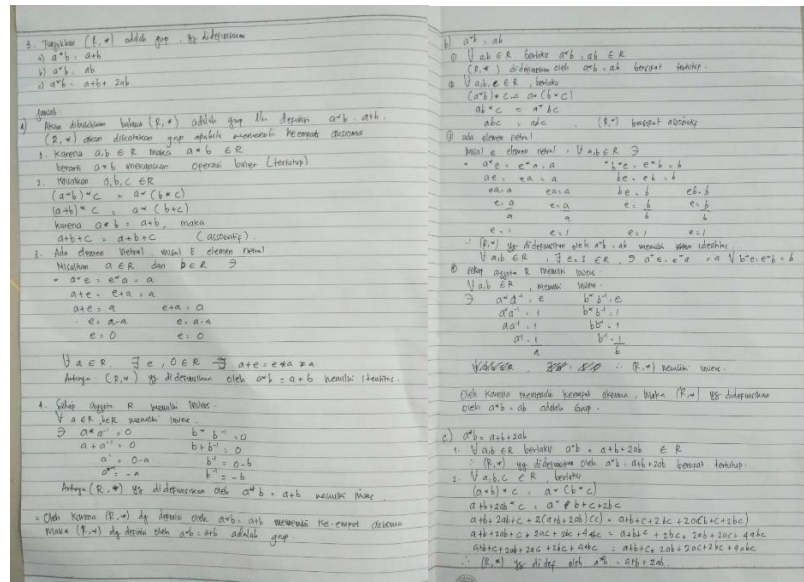 3. Tunjukkan (R, *) adalah grup, yg didefinisikan
a) a*b = a+b
b) a*b = ab
c) a*b = a+b+ 2ab
Jawab
a) Akan dibuktikan bahwa (R, *) adalah grup dgn definisi a*b = a+b.
(R, *) akan dikatakan grup apabila memenuhi keempat aksioma
1. Karena a,b ∈ R maka a*b ∈ R
berarti a*b merupakan operasi biner (tertutup)
2. Misalkan a, b, c ∈ R
(a*b)*c = a*(b*c)
(a+b)*c = a*(b+c)
Karena a*b = a+b, maka
a+b+c = a+b+c (assosiatif).
3. Ada elemen Netral, misal E elemen netral
Misalkan a ∈ R dan b ∈ R ∋
* a*e = e*a = a
a+e = e+a = a
a+e = a e+a = a
e = a-a e = a-a
e = 0 e = 0
∀ a ∈ R, ∃ e, 0 ∈ R ∋ a+e = e+a = a
Artinya (R, *) yg didefinisikan oleh a*b = a+b memiliki Identitas.
4. Setiap anggota R memiliki Invers.
∀ a ∈ R, b ∈ R memiliki invers.
∋ a*a⁻¹ = 0 b*b⁻¹ = 0
a+a⁻¹ = 0 b+b⁻¹ = 0
a⁻¹ = 0-a b⁻¹ = 0-b
a⁻¹ = -a b⁻¹ = -b
Artinya (R, *) yg didefinisikan oleh a*b = a+b memiliki invers.
= Oleh Karena (R, *) dg definisi oleh a*b = a+b memenuhi Ke-empat aksioma
Maka (R, *) dg definisi oleh a*b = a+b adalah grup.
b) a*b = ab
① ∀ a,b ∈ R berlaku a*b = ab ∈ R
(R, *) didefinisikan oleh a*b = ab bersifat tertutup.
② ∀ a,b,c ∈ R, berlaku
(a*b)*c = a*(b*c)
ab*c = a*bc
abc = abc. (R,*) bersifat asosiatif
③ ada elemen netral
Misal e elemen netral, ∀ a,b ∈ R ∋
* a*e = e*a = a *b*e = e*b = b
ae = ea = a be = eb = b
ea = a ea = a be = b eb = b
e = a/a e = a/a e = b/b e = b/b
e = 1 e = 1 e = 1 e = 1
∴ (R,*) yg didefinisikan oleh a*b = ab memiliki identitas.
∀ a,b ∈ R, ∃ e = 1 ∈ R, ∋ a*e = e*a = a ∀ b*e = e*b = b
④ setiap anggota R memiliki invers
∀ a,b ∈ R, memiliki invers
∋ a*a⁻¹ = e b*b⁻¹ = e
a*a⁻¹ = 1 b*b⁻¹ = 1
aa⁻¹ = 1 bb⁻¹ = 1
a⁻¹ = 1/a b⁻¹ = 1/b
∴ (R,*) memiliki invers.
Oleh Karena memenuhi keempat aksioma, Maka (R,*) yg didefinisikan
oleh a*b = ab adalah Grup.
c) a*b = a+b+2ab
1. ∀ a,b ∈ R berlaku a*b = a+b+2ab ∈ R
∴ (R,*) yg didefinisikan oleh a*b = a+b+2ab bersifat tertutup.
2. ∀ a,b,c ∈ R berlaku
(a*b)*c = a*(b*c)
a+b+2ab*c = a*b+c+2bc
a+b+2ab+c+2(a+b+2ab)(c) = a+b+c+2bc+2a(b+c+2bc)
a+b+2ab+c+2ac+2bc+4abc = a+b+c+2bc+2ab+2ac+4abc
a+b+c+2ab+2ac+2bc+4abc = a+b+c+2ab+2ac+2bc+4abc
∴ (R,*) yg di def oleh a*b = a+b+2ab.